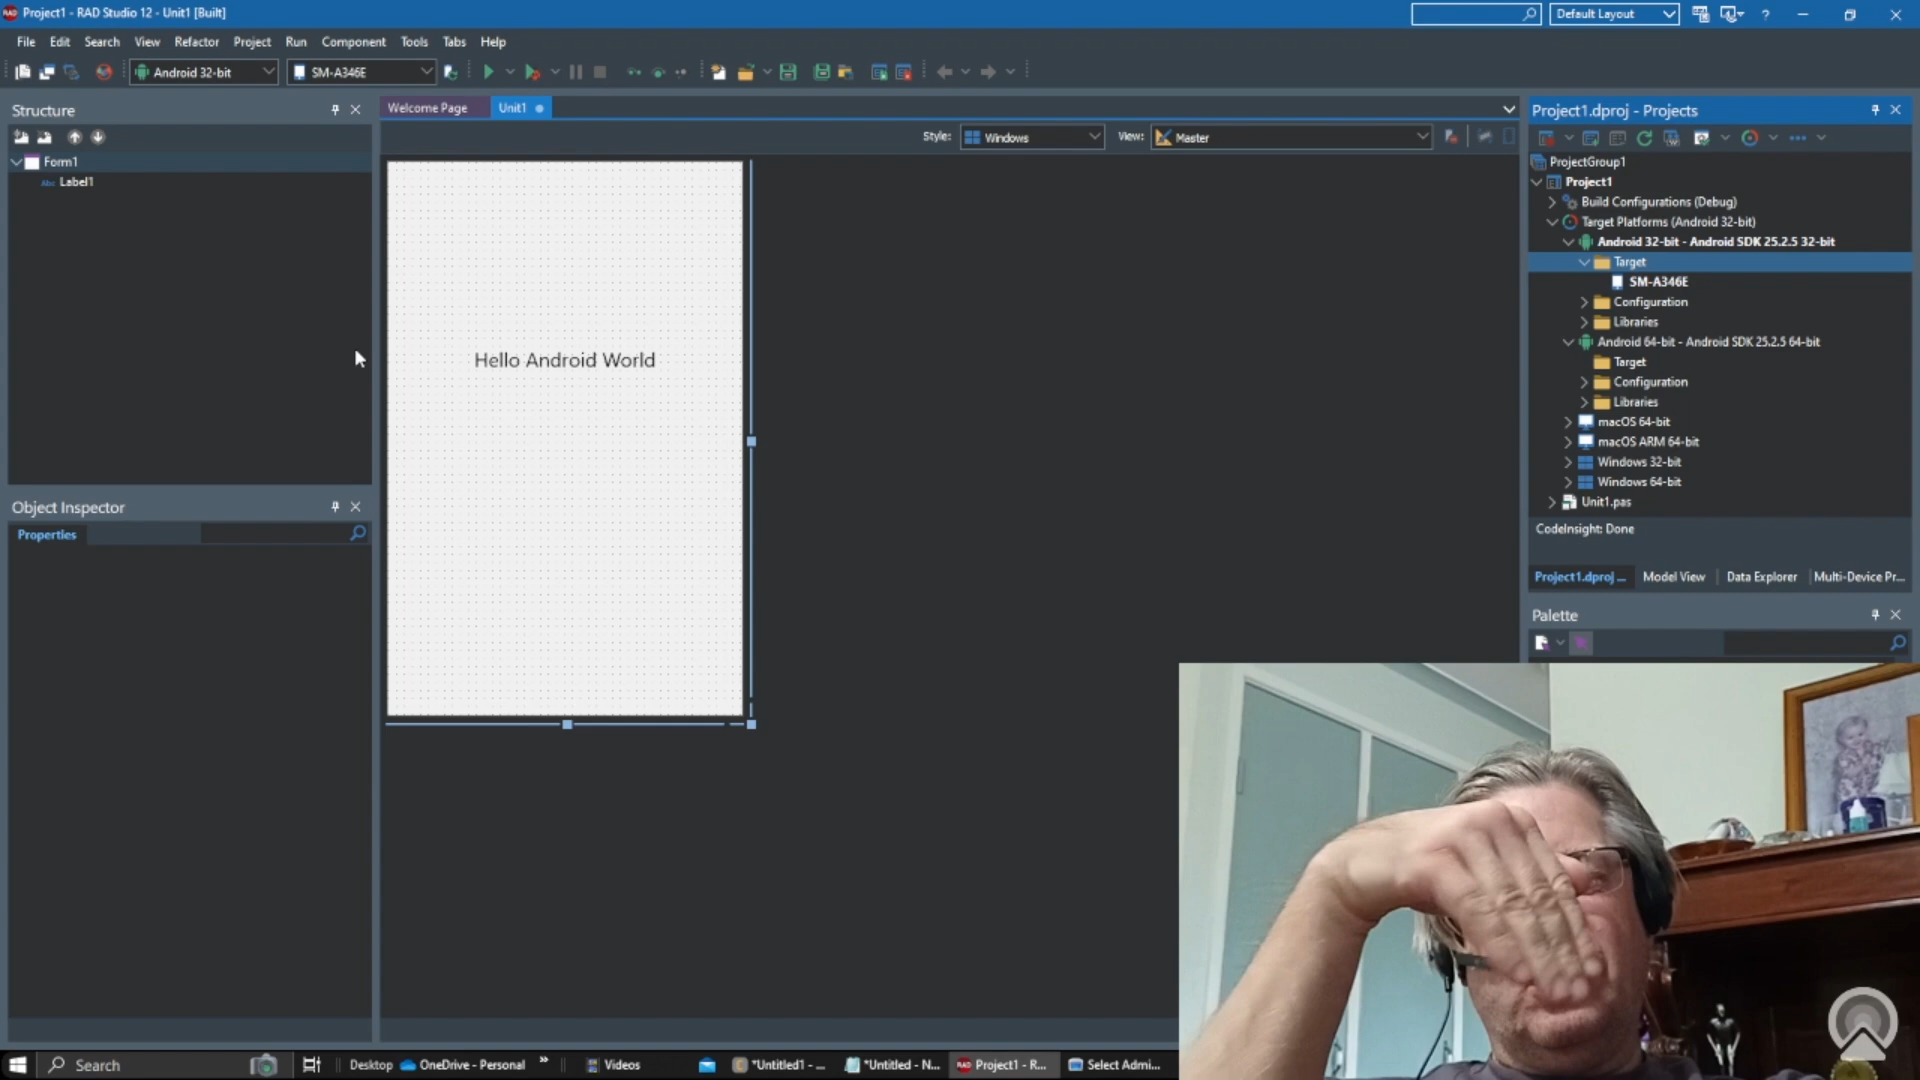 RAD Project1 - RAD Studio 12 - Unit1 [Built]
Default Layout
?
File Edit Search View Refactor Project Run Component Tools Tabs Help
Android 32-bit
SM-A346E
Structure
Form1
Abc Label1
Object Inspector
Properties
Welcome Page
Unit1
Style: Windows
View: Master
Hello Android World
Project1.dproj - Projects
ProjectGroup1
Project1
Build Configurations (Debug)
Target Platforms (Android 32-bit)
Android 32-bit - Android SDK 25.2.5 32-bit
Target
SM-A346E
Configuration
Libraries
Android 64-bit - Android SDK 25.2.5 64-bit
Target
Configuration
Libraries
macOS 64-bit
macOS ARM 64-bit
Windows 32-bit
Windows 64-bit
Unit1.pas
CodeInsight: Done
Project1.dproj ... Model View Data Explorer Multi-Device Pr...
Palette
Search
Desktop
OneDrive - Personal
Videos
*Untitled1 - ...
*Untitled - N...
RAD Project1 - R...
Select Admi...